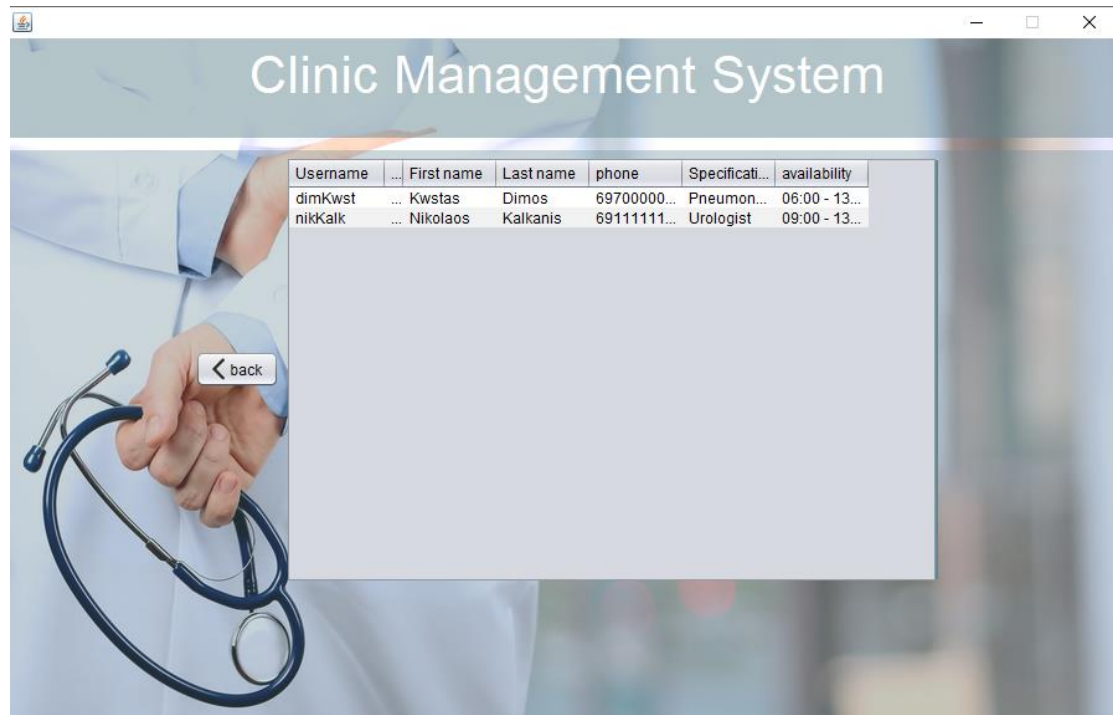 Clinic Management System
Username ... First name Last name phone Specificati... availability
dimKwst ... Kwstas Dimos 69700000... Pneumon... 06:00 - 13...
nikKalk ... Nikolaos Kalkanis 69111111... Urologist 09:00 - 13...
back